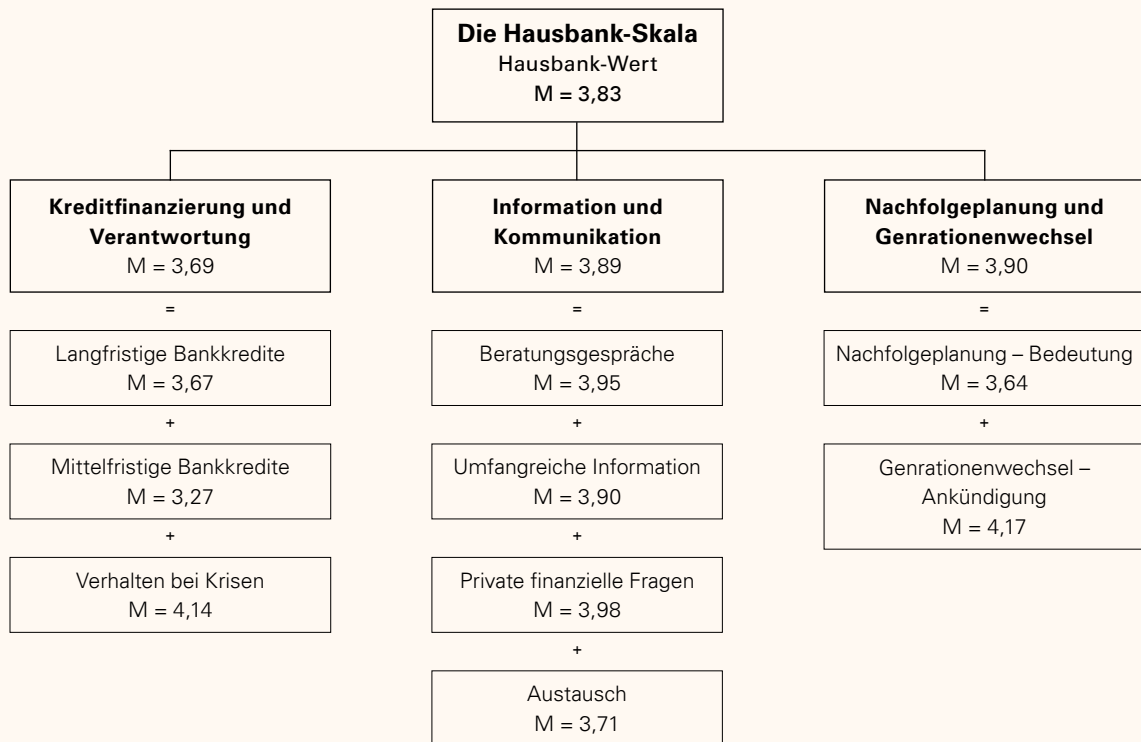 Die Hausbank-Skala
Hausbank-Wert
M = 3,83
Kreditfinanzierung und
Verantwortung
M = 3,69
=
Langfristige Bankkredite
M = 3,67
+
Mittelfristige Bankkredite
M = 3,27
+
Verhalten bei Krisen
M = 4,14
Information und
Kommunikation
M = 3,89
=
Beratungsgespräche
M = 3,95
+
Umfangreiche Information
M = 3,90
+
Private finanzielle Fragen
M = 3,98
+
Austausch
M = 3,71
Nachfolgeplanung und
Genrationenwechsel
M = 3,90
=
Nachfolgeplanung – Bedeutung
M = 3,64
+
Genrationenwechsel –
Ankündigung
M = 4,17